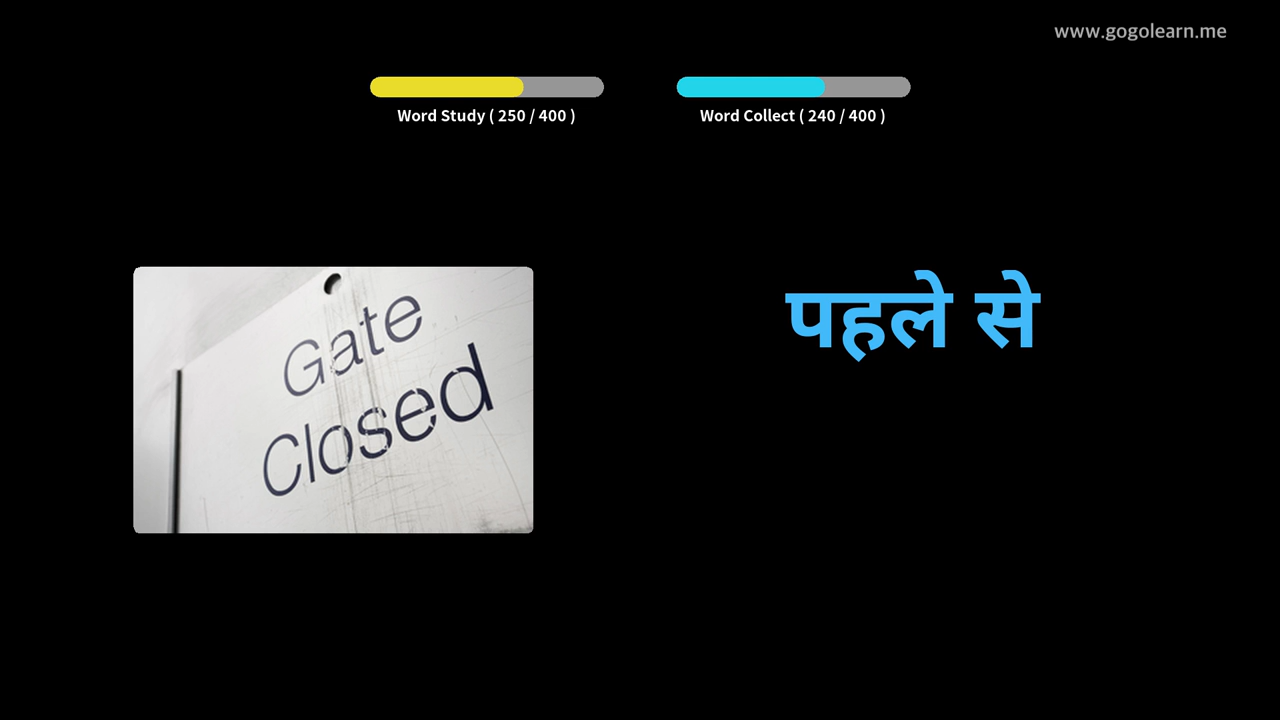 www.gogolearn.me
Word Study ( 250 / 400 )
Word Collect ( 240 / 400 )
Gate
Closed
पहले से